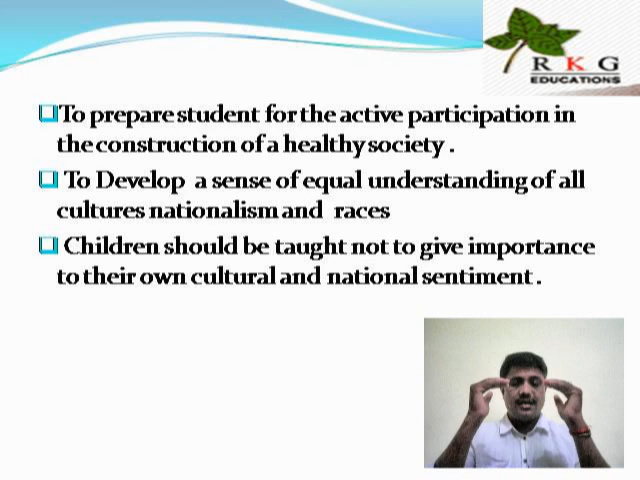 R K G
EDUCATIONS
To prepare student for the active participation in
the construction of a healthy society .
To Develop a sense of equal understanding of all
cultures nationalism and races
Children should be taught not to give importance
to their own cultural and national sentiment .